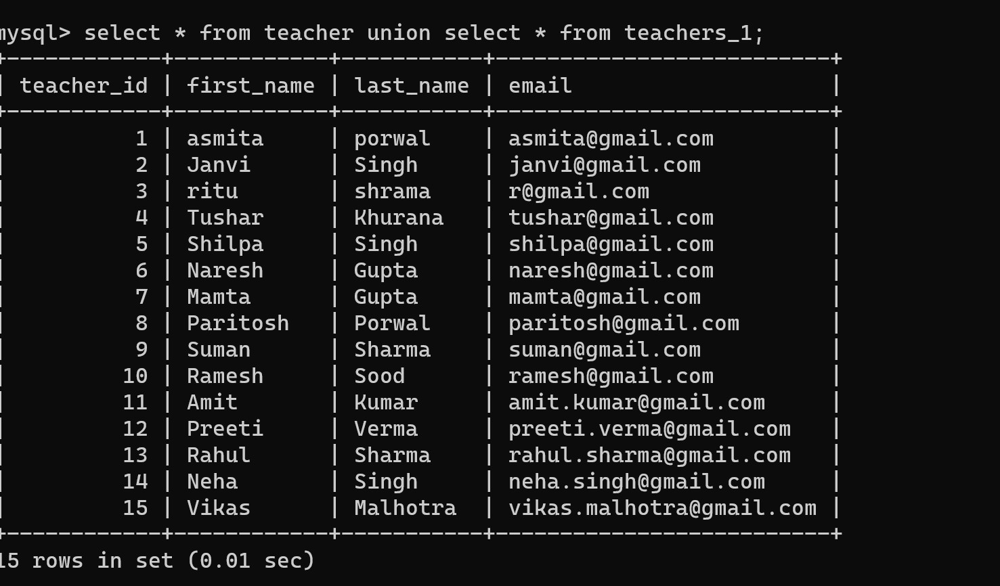 mysql> select * from teacher union select * from teachers_1;
+------------+------------+-----------+--------------------------+
| teacher_id | first_name | last_name | email                    |
+------------+------------+-----------+--------------------------+
|          1 | asmita     | porwal    | asmita@gmail.com         |
|          2 | Janvi      | Singh     | janvi@gmail.com          |
|          3 | ritu       | shrama    | r@gmail.com              |
|          4 | Tushar     | Khurana   | tushar@gmail.com         |
|          5 | Shilpa     | Singh     | shilpa@gmail.com         |
|          6 | Naresh     | Gupta     | naresh@gmail.com         |
|          7 | Mamta      | Gupta     | mamta@gmail.com          |
|          8 | Paritosh   | Porwal    | paritosh@gmail.com       |
|          9 | Suman      | Sharma    | suman@gmail.com          |
|         10 | Ramesh     | Sood      | ramesh@gmail.com         |
|         11 | Amit       | Kumar     | amit.kumar@gmail.com     |
|         12 | Preeti     | Verma     | preeti.verma@gmail.com   |
|         13 | Rahul      | Sharma    | rahul.sharma@gmail.com   |
|         14 | Neha       | Singh     | neha.singh@gmail.com     |
|         15 | Vikas      | Malhotra  | vikas.malhotra@gmail.com |
+------------+------------+-----------+--------------------------+
15 rows in set (0.01 sec)